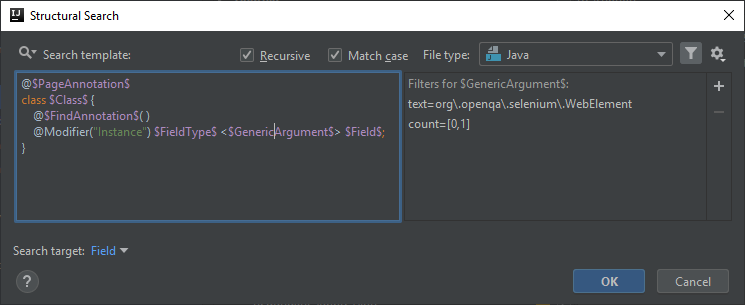 Structural Search
Search template:
Recursive
Match case
File type:
Java
@$PageAnnotation$
class $Class$ {
@$FindAnnotation$( )
@Modifier("Instance") $FieldType$ <$GenericArgument$> $Field$;
}
Filters for $GenericArgument$:
text=org\.openqa\.selenium\.WebElement
count=[0,1]
Search target: Field
?
OK
Cancel